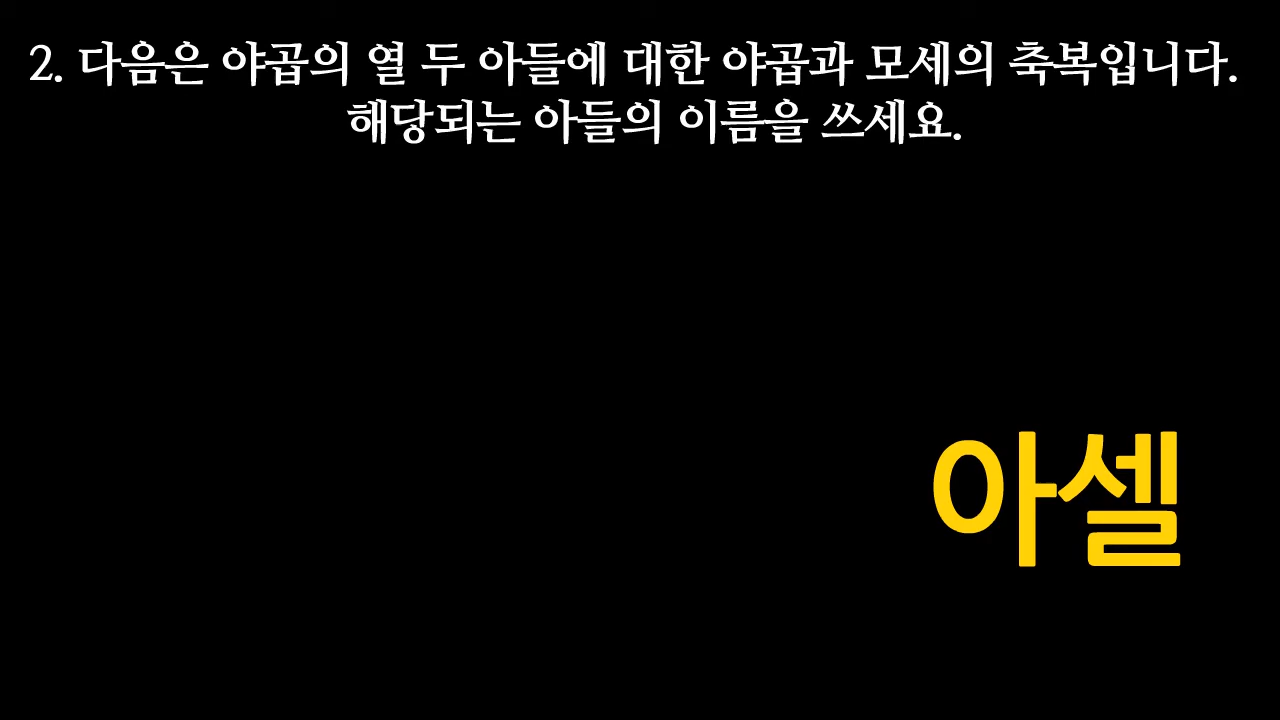 2. 다음은 야곱의 열 두 아들에 대한 야곱과 모세의 축복입니다.
해당되는 아들의 이름을 쓰세요.
아셀